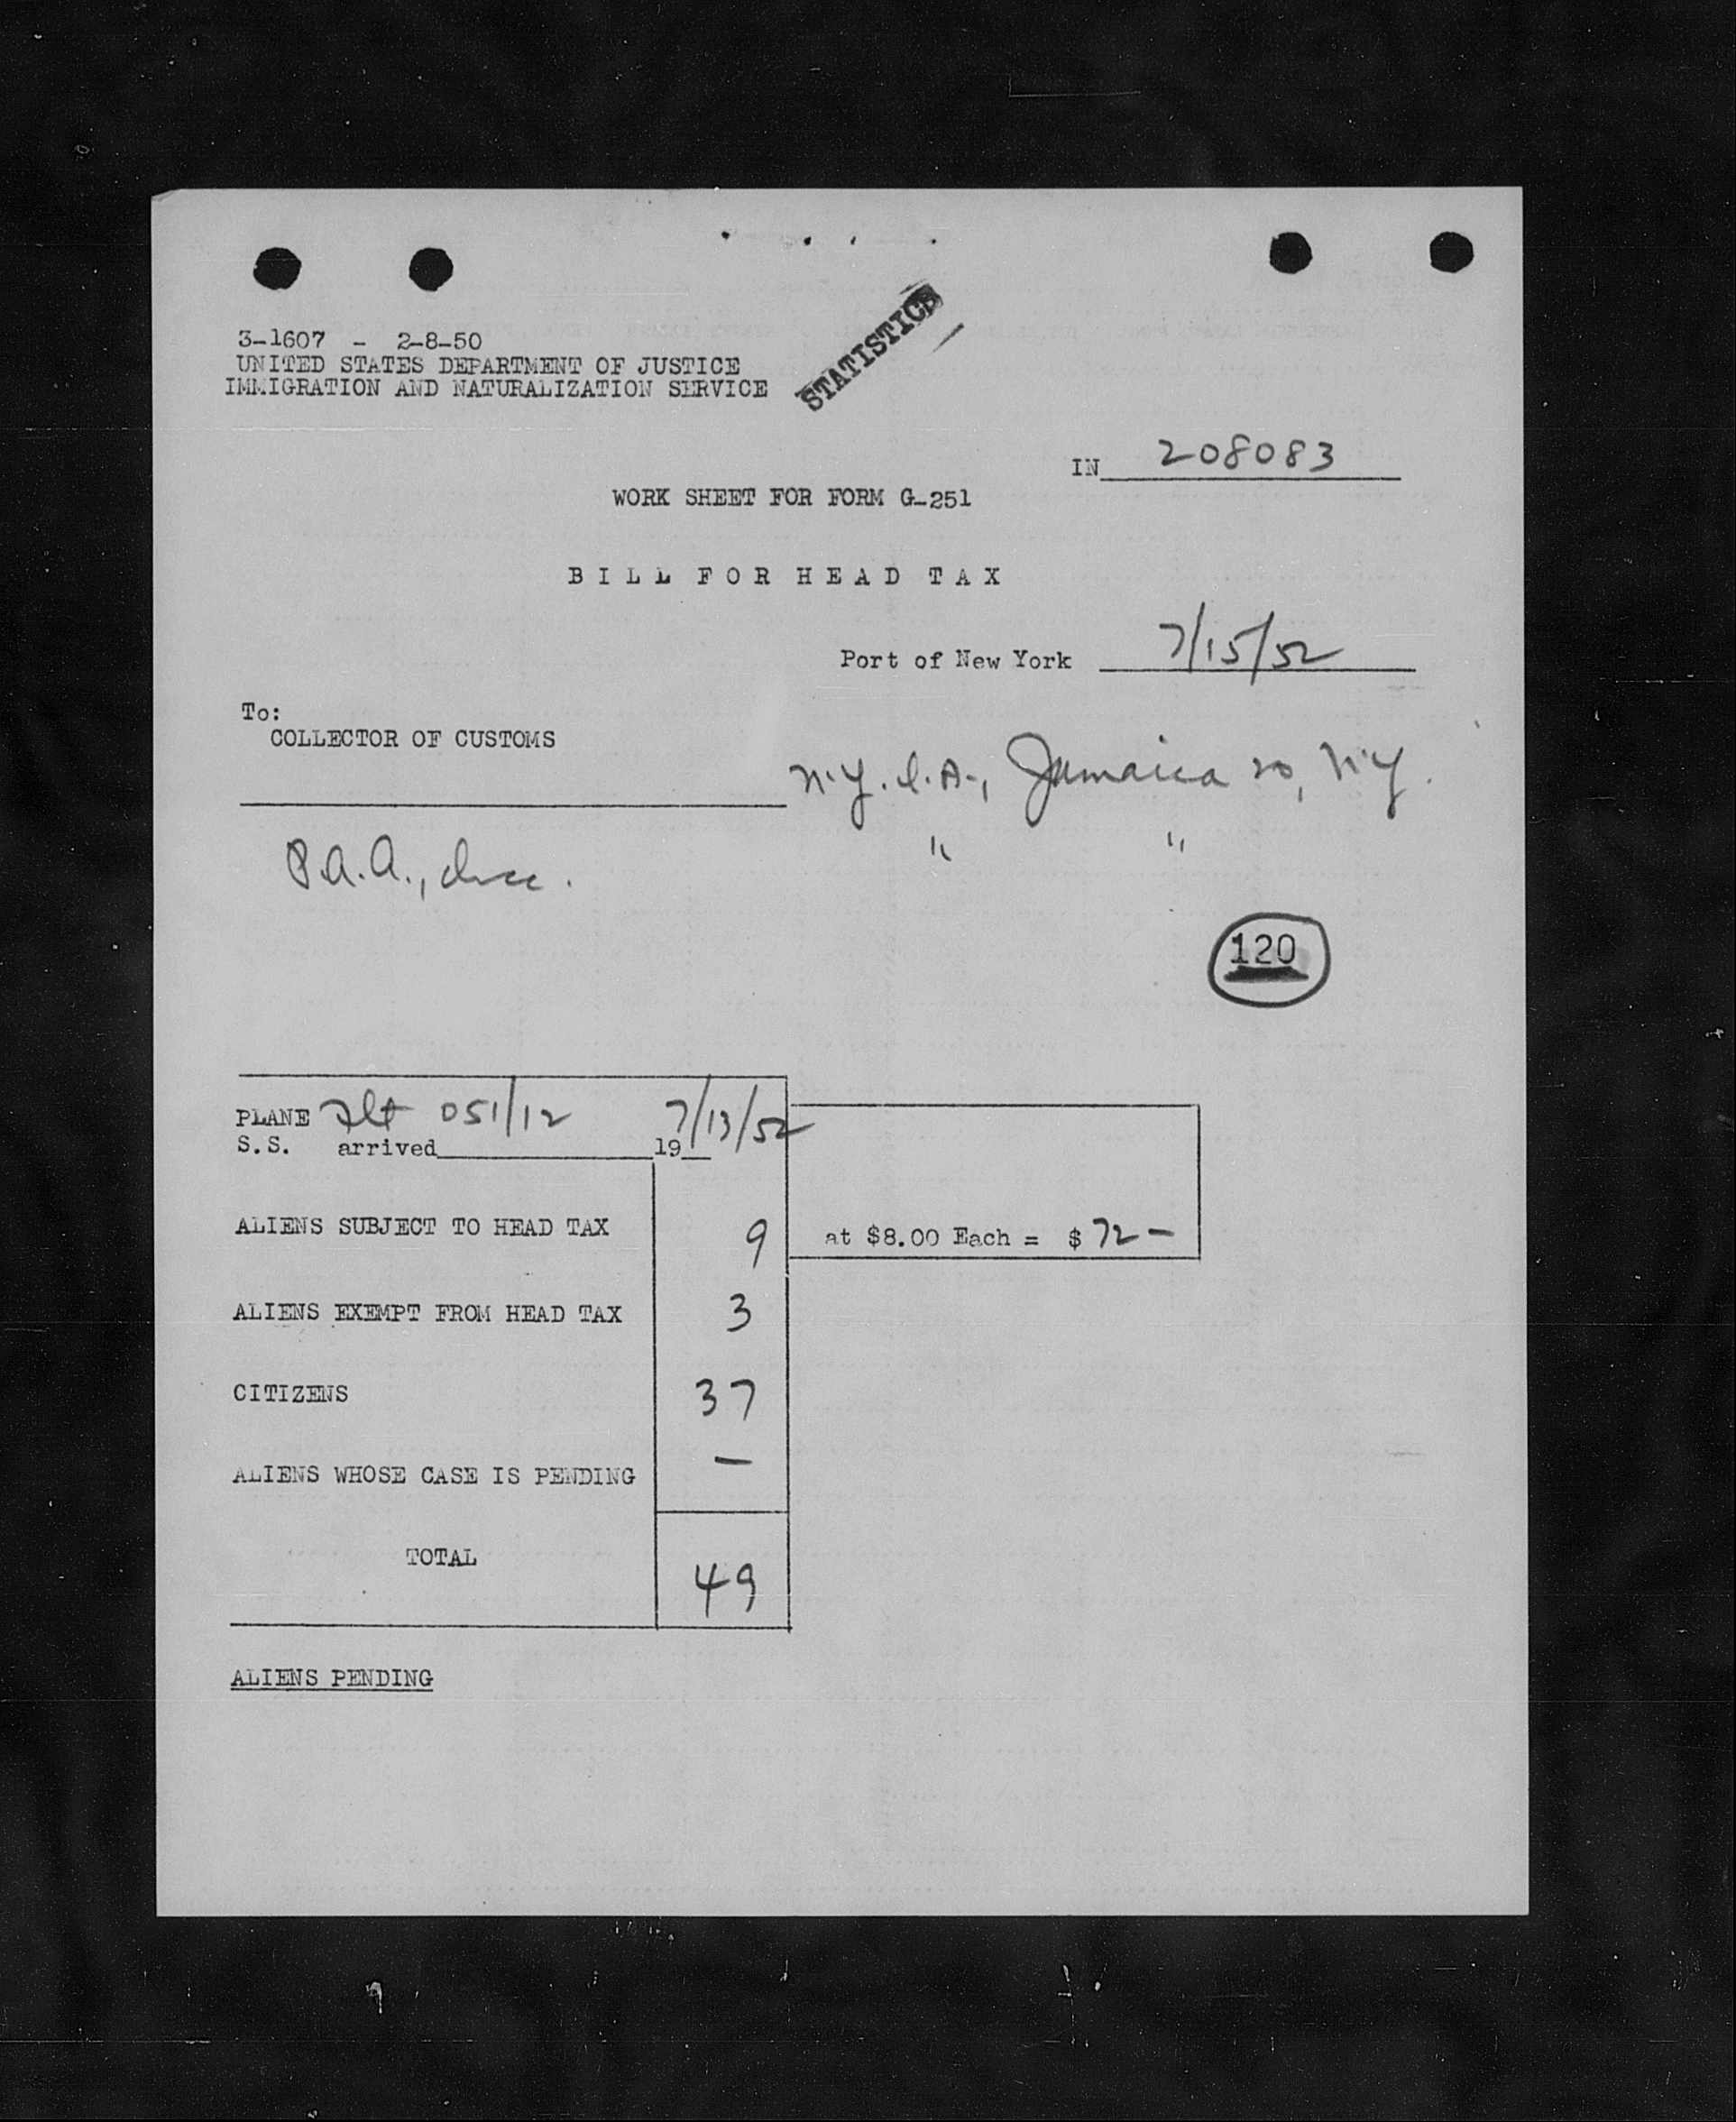 3-1607 - 2-8-50
UNITED STATES DEPARTMENT OF JUSTICE
IMMIGRATION AND NATURALIZATION SERVICE
STATISTICS
IN 208083
WORK SHEET FOR FORM G-251
BILL FOR HEAD TAX
Port of New York 7/15/52
To:
COLLECTOR OF CUSTOMS
N.Y.I.A., Jamaica 20, N.Y.
" "
P.A.A., Inc.
120
PLANE Flt 051/12 7/13/52
S.S. arrived 19
ALIENS SUBJECT TO HEAD TAX 9 at $8.00 Each = $ 72 —
ALIENS EXEMPT FROM HEAD TAX 3
CITIZENS 37
ALIENS WHOSE CASE IS PENDING —
TOTAL 49
ALIENS PENDING